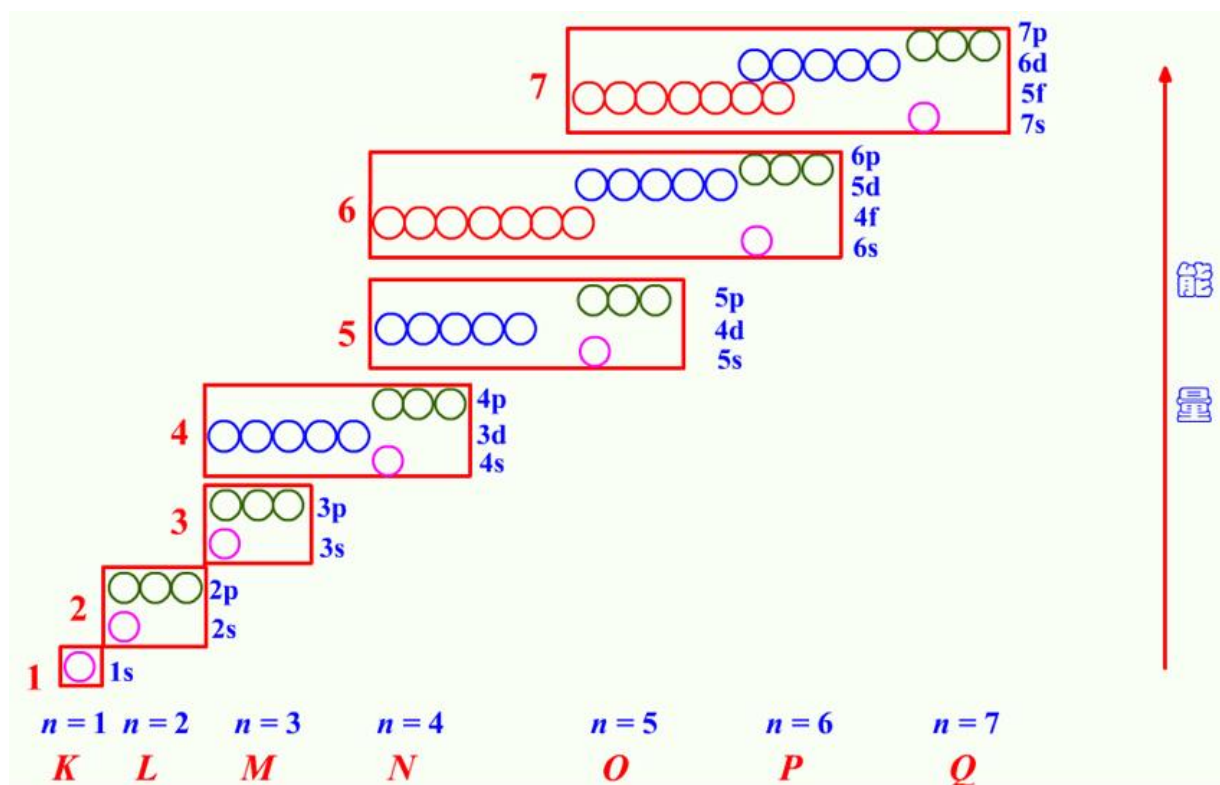 7p
6d
7
5f
7s
6p
5d
6
4f
6s
能
5p
5
4d
5s
量
4p
4
3d
4s
3
3p
3s
2p
2
2s
1
1s
n = 1 n = 2 n = 3 n = 4 n = 5 n = 6 n = 7
K L M N O P Q